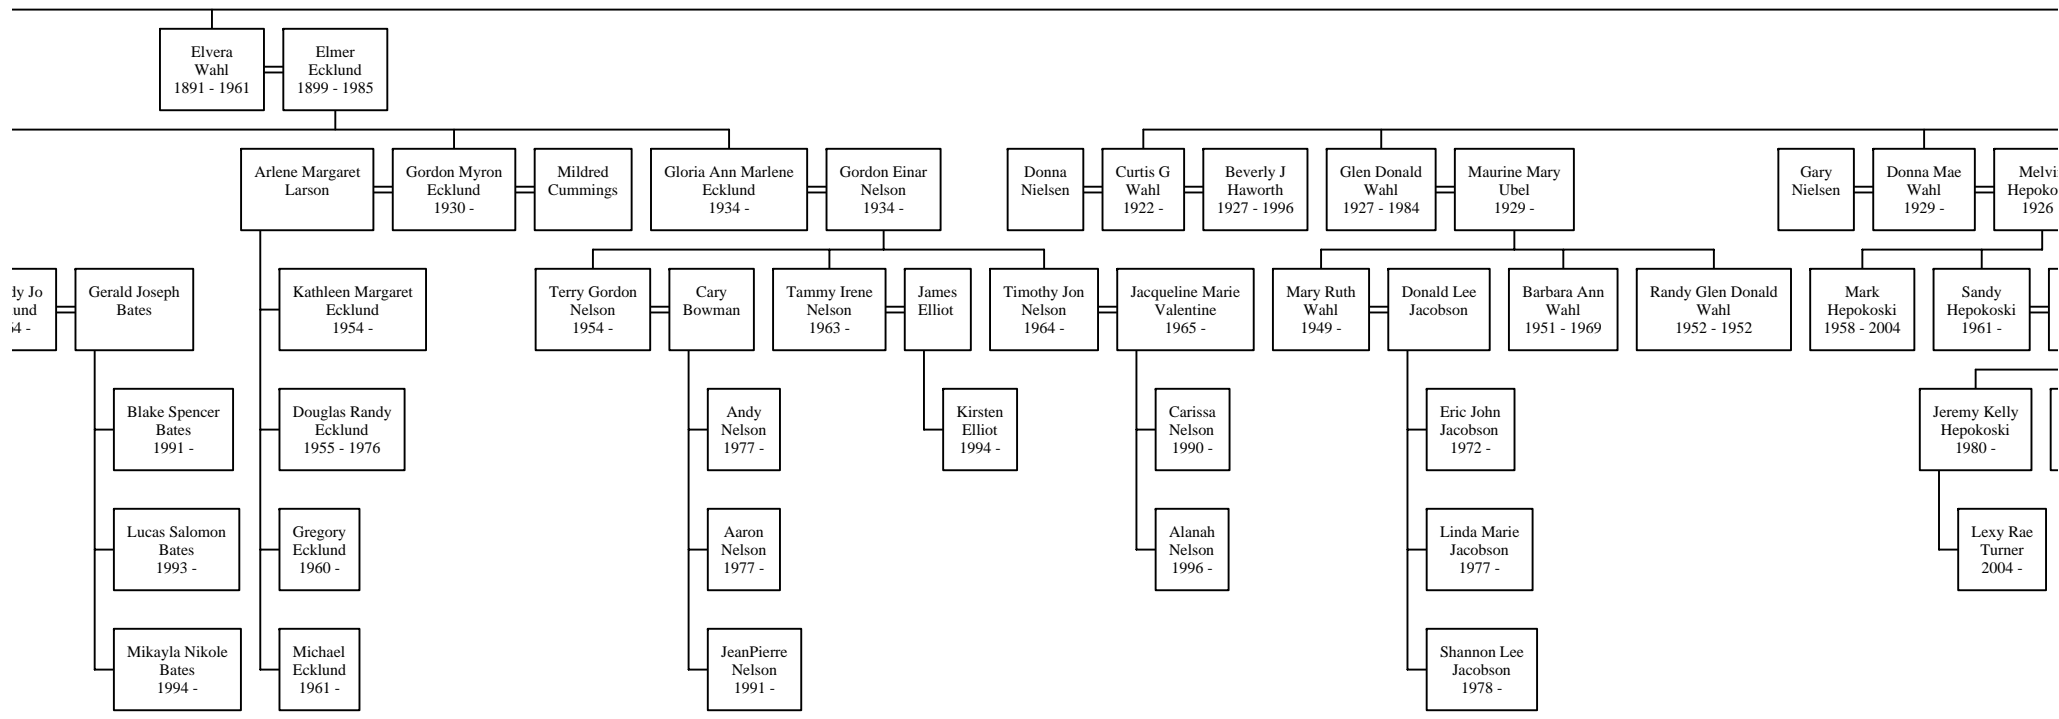 Elvera
Wahl
1891 - 1961
Elmer
Ecklund
1899 - 1985
Arlene Margaret
Larson
Gordon Myron
Ecklund
1930 -
Mildred
Cummings
Gloria Ann Marlene
Ecklund
1934 -
Gordon Einar
Nelson
1934 -
Donna
Nielsen
Curtis G
Wahl
1922 -
Beverly J
Haworth
1927 - 1996
Glen Donald
Wahl
1927 - 1984
Maurine Mary
Ubel
1929 -
Gary
Nielsen
Donna Mae
Wahl
1929 -
1926
Jo
Gerald Joseph
Bates
Kathleen Margaret
Ecklund
1954 -
Terry Gordon
Nelson
1954 -
Cary
Bowman
Tammy Irene
Nelson
1963 -
James
Elliot
Timothy Jon
Nelson
1964 -
Jacqueline Marie
Valentine
1965 -
Mary Ruth
Wahl
1949 -
Donald Lee
Jacobson
Barbara Ann
Wahl
1951 - 1969
Randy Glen Donald
Wahl
1952 - 1952
Mark
Hepokoski
1958 - 2004
Sandy
Hepokoski
1961 -
Blake Spencer
Bates
1991 -
Douglas Randy
Ecklund
1955 - 1976
Andy
Nelson
1977 -
Kirsten
Elliot
1994 -
Carissa
Nelson
1990 -
Eric John
Jacobson
1972 -
Jeremy Kelly
Hepokoski
1980 -
Lucas Salomon
Bates
1993 -
Gregory
Ecklund
1960 -
Aaron
Nelson
1977 -
Alanah
Nelson
1996 -
Linda Marie
Jacobson
1977 -
Lexy Rae
Turner
2004 -
Mikayla Nikole
Bates
1994 -
Michael
Ecklund
1961 -
JeanPierre
Nelson
1991 -
Shannon Lee
Jacobson
1978 -